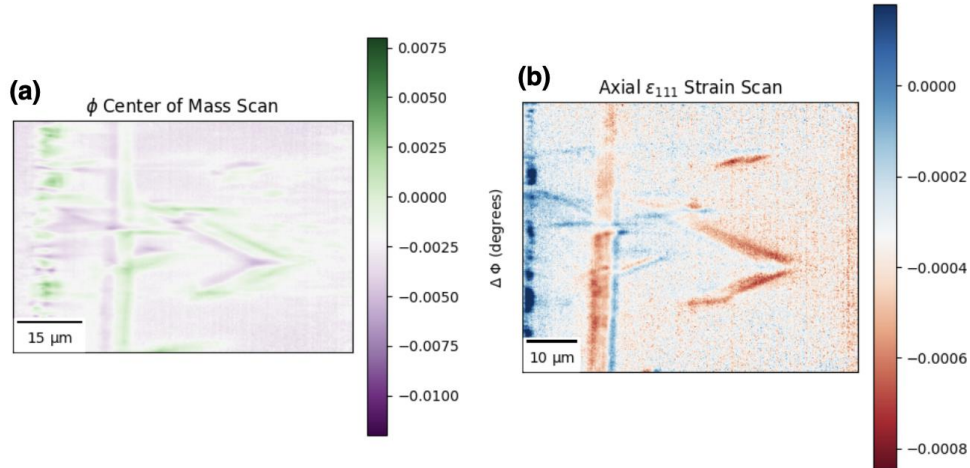 (a)
ϕ Center of Mass Scan
0.0075
0.0050
0.0025
0.0000
−0.0025
−0.0050
−0.0075
−0.0100
15 μm
Δ Φ (degrees)
(b)
Axial ε₁₁₁ Strain Scan
0.0000
−0.0002
−0.0004
−0.0006
−0.0008
10 μm